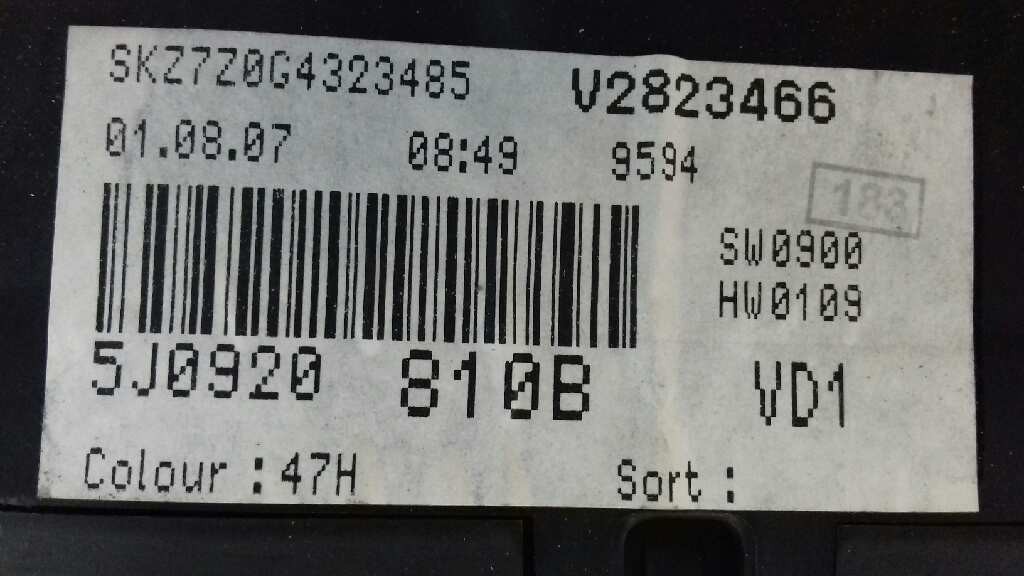 SKZ7Z0G4323485 V2823466
01.08.07 08:49 9594
183
SW0900
HW0109
5J0920 810B VD1
Colour : 47H Sort :